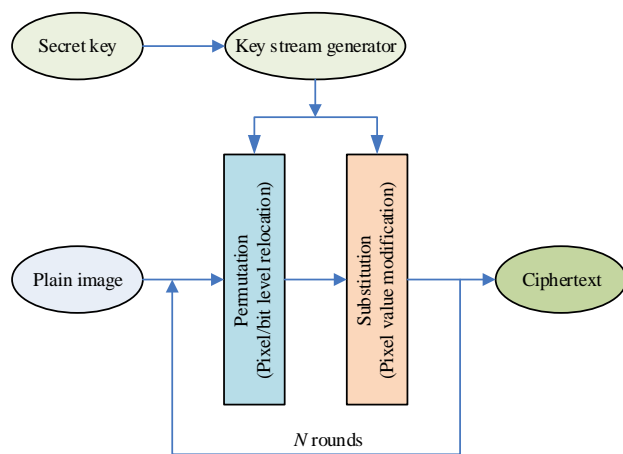 Secret key
Key stream generator
Plain image
Permutation
(Pixel/bit level relocation)
Substitution
(Pixel value modification)
Ciphertext
N rounds